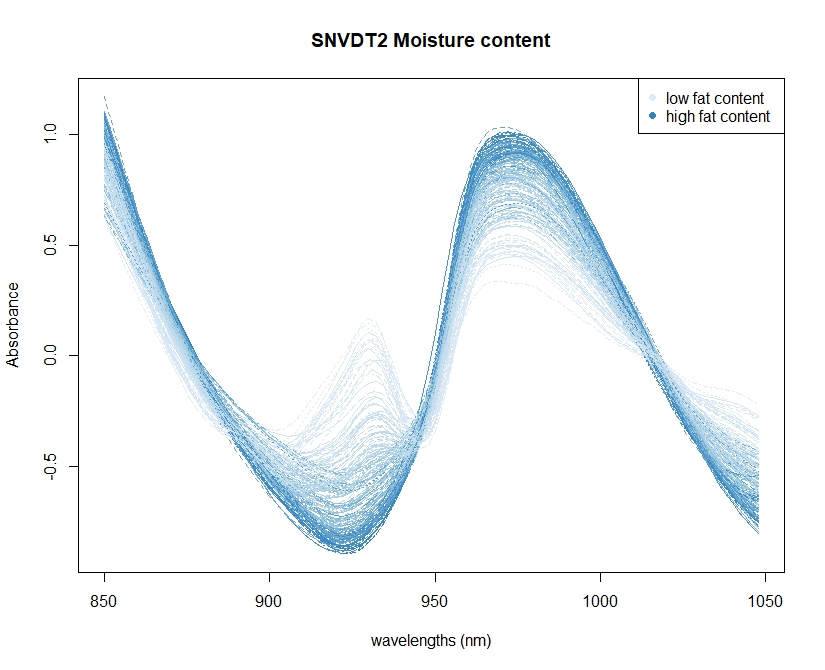 SNVDT2 Moisture content
low fat content
high fat content
Absorbance
1.0
0.5
0.0
-0.5
850
900
950
1000
1050
wavelengths (nm)